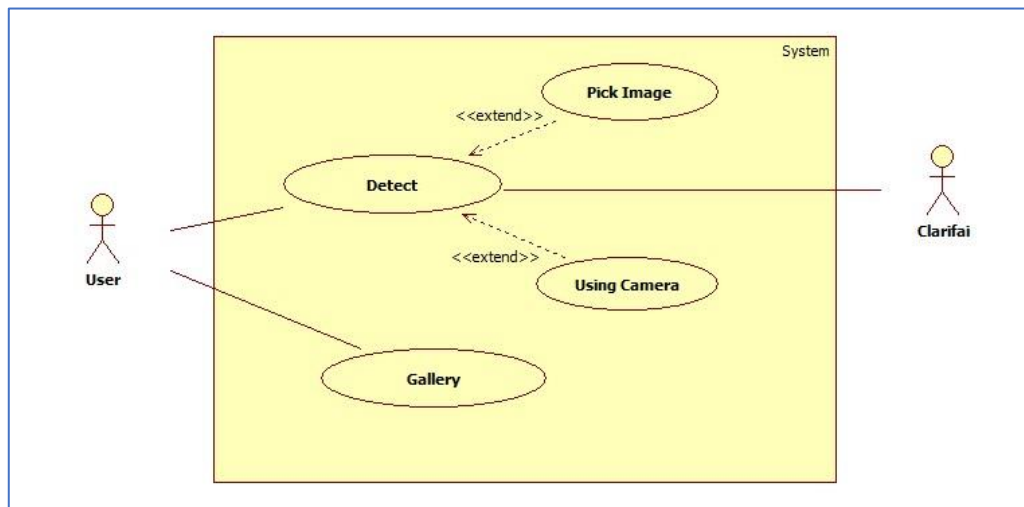 System
Pick Image
<<extend>>
Detect
Clarifai
User
<<extend>>
Using Camera
Gallery